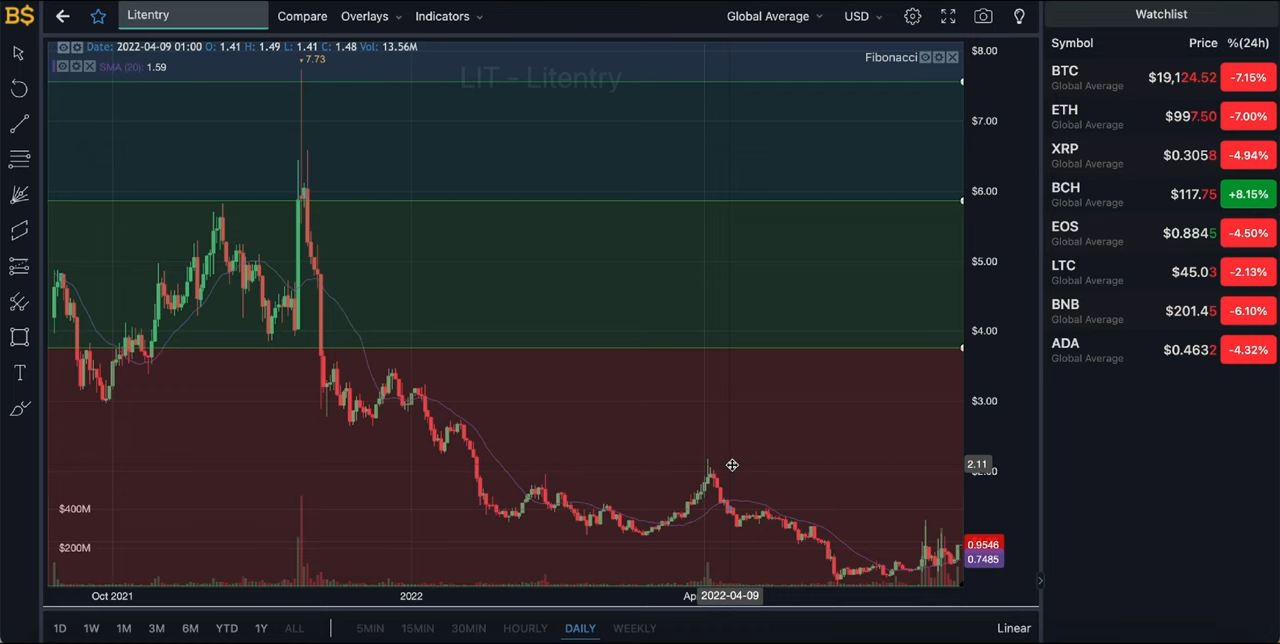 B$ Litentry Compare Overlays Indicators Global Average USD Watchlist
Date: 2022-04-09 01:00 O: 1.41 H: 1.49 L: 1.41 C: 1.48 Vol: 13.56M
SMA (20): 1.59
7.73
LIT - Litentry
Fibonacci
$8.00
$7.00
$6.00
$5.00
$4.00
$3.00
2.11
$400M
$200M
0.9546
0.7485
Oct 2021 2022 Ap 2022-04-09
1D 1W 1M 3M 6M YTD 1Y ALL 5MIN 15MIN 30MIN HOURLY DAILY WEEKLY Linear
Symbol Price %(24h)
BTC $19,124.52 -7.15%
Global Average
ETH $997.50 -7.00%
Global Average
XRP $0.3058 -4.94%
Global Average
BCH $117.75 +8.15%
Global Average
EOS $0.8845 -4.50%
Global Average
LTC $45.03 -2.13%
Global Average
BNB $201.45 -6.10%
Global Average
ADA $0.4632 -4.32%
Global Average